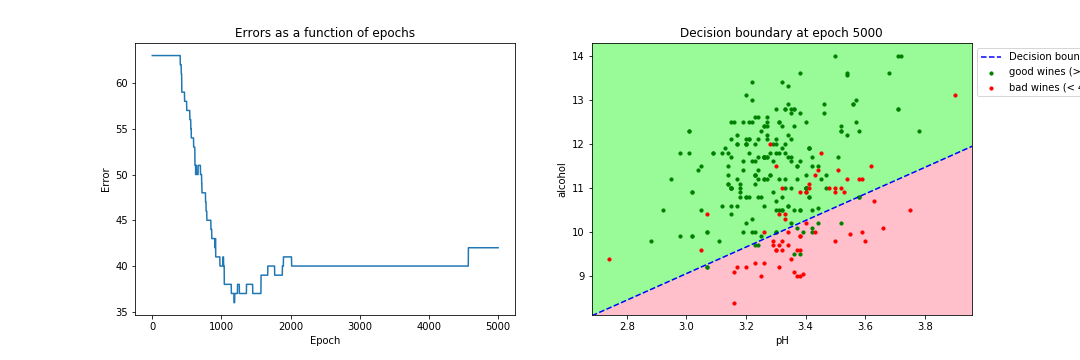 Errors as a function of epochs
Error
60
55
50
45
40
35
0
1000
2000
3000
4000
5000
Epoch
Decision boundary at epoch 5000
alcohol
14
13
12
11
10
9
2.8
3.0
3.2
3.4
3.6
3.8
pH
Decision boun
good wines (>
bad wines (< 4